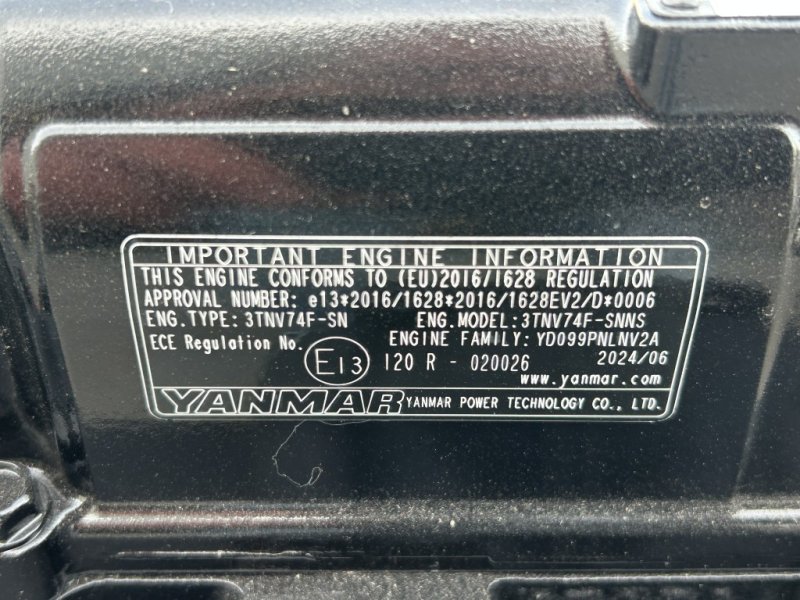 IMPORTANT ENGINE INFORMATION
THIS ENGINE CONFORMS TO (EU)2016/1628 REGULATION
APPROVAL NUMBER: e13*2016/1628*2016/1628EV2/D*0006
ENG.TYPE: 3TNV74F-SN ENG.MODEL:3TNV74F-SNNS
ENGINE FAMILY: YD099PNLNV2A
ECE Regulation No. E13 120 R - 020026 2024/06
www.yanmar.com
YANMAR YANMAR POWER TECHNOLOGY CO., LTD.